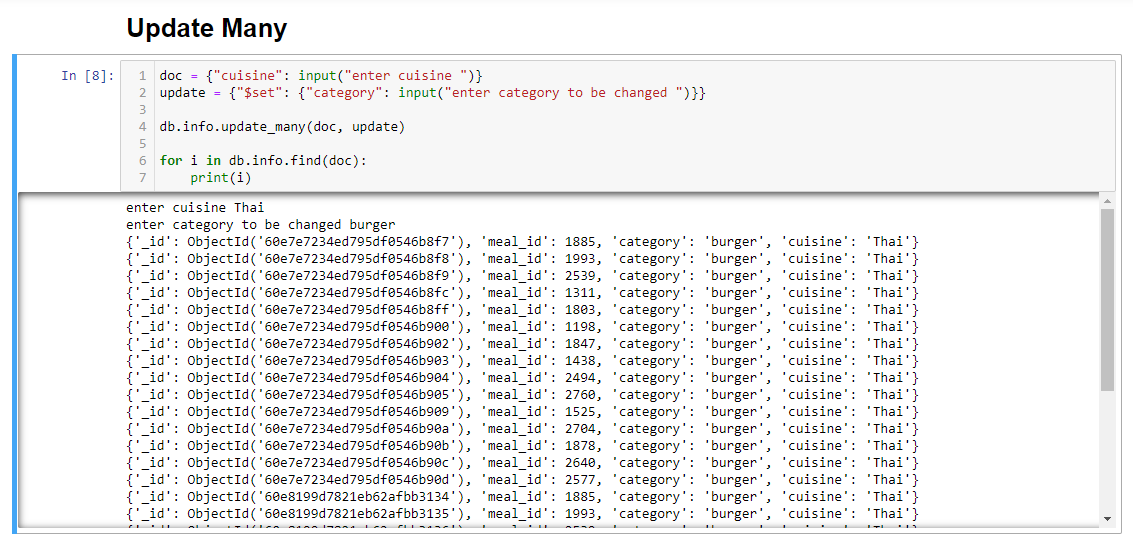 Update Many
In [8]:
1 doc = {"cuisine": input("enter cuisine ")}
2 update = {"$set": {"category": input("enter category to be changed ")}}
3
4 db.info.update_many(doc, update)
5
6 for i in db.info.find(doc):
7     print(i)
enter cuisine Thai
enter category to be changed burger
{'_id': ObjectId('60e7e7234ed795df0546b8f7'), 'meal_id': 1885, 'category': 'burger', 'cuisine': 'Thai'}
{'_id': ObjectId('60e7e7234ed795df0546b8f8'), 'meal_id': 1993, 'category': 'burger', 'cuisine': 'Thai'}
{'_id': ObjectId('60e7e7234ed795df0546b8f9'), 'meal_id': 2539, 'category': 'burger', 'cuisine': 'Thai'}
{'_id': ObjectId('60e7e7234ed795df0546b8fc'), 'meal_id': 1311, 'category': 'burger', 'cuisine': 'Thai'}
{'_id': ObjectId('60e7e7234ed795df0546b8ff'), 'meal_id': 1803, 'category': 'burger', 'cuisine': 'Thai'}
{'_id': ObjectId('60e7e7234ed795df0546b900'), 'meal_id': 1198, 'category': 'burger', 'cuisine': 'Thai'}
{'_id': ObjectId('60e7e7234ed795df0546b902'), 'meal_id': 1847, 'category': 'burger', 'cuisine': 'Thai'}
{'_id': ObjectId('60e7e7234ed795df0546b903'), 'meal_id': 1438, 'category': 'burger', 'cuisine': 'Thai'}
{'_id': ObjectId('60e7e7234ed795df0546b904'), 'meal_id': 2494, 'category': 'burger', 'cuisine': 'Thai'}
{'_id': ObjectId('60e7e7234ed795df0546b905'), 'meal_id': 2760, 'category': 'burger', 'cuisine': 'Thai'}
{'_id': ObjectId('60e7e7234ed795df0546b909'), 'meal_id': 1525, 'category': 'burger', 'cuisine': 'Thai'}
{'_id': ObjectId('60e7e7234ed795df0546b90a'), 'meal_id': 2704, 'category': 'burger', 'cuisine': 'Thai'}
{'_id': ObjectId('60e7e7234ed795df0546b90b'), 'meal_id': 1878, 'category': 'burger', 'cuisine': 'Thai'}
{'_id': ObjectId('60e7e7234ed795df0546b90c'), 'meal_id': 2640, 'category': 'burger', 'cuisine': 'Thai'}
{'_id': ObjectId('60e7e7234ed795df0546b90d'), 'meal_id': 2577, 'category': 'burger', 'cuisine': 'Thai'}
{'_id': ObjectId('60e8199d7821eb62afbb3134'), 'meal_id': 1885, 'category': 'burger', 'cuisine': 'Thai'}
{'_id': ObjectId('60e8199d7821eb62afbb3135'), 'meal_id': 1993, 'category': 'burger', 'cuisine': 'Thai'}